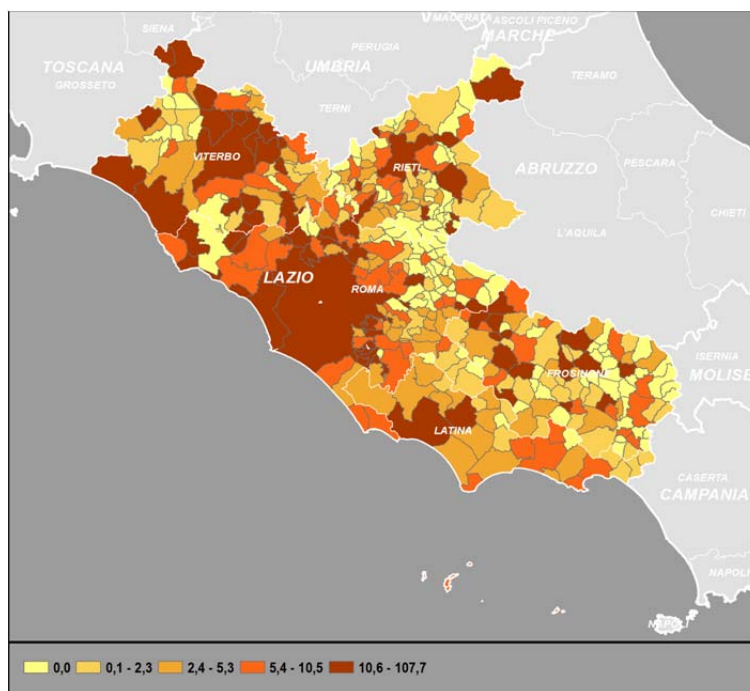 SIENA
MACERATA
ASCOLI PICENO
MARCHE
PERUGIA
TOSCANA
UMBRIA
GROSSETO
TERAMO
TERNI
VITERBO
RIETI
ABRUZZO
PESCARA
CHIETI
L'AQUILA
LAZIO
ROMA
ISERNIA
FROSINONE
MOLISE
LATINA
CASERTA
CAMPANIA
NAPOLI
NAPOLI
0,0
0,1 - 2,3
2,4 - 5,3
5,4 - 10,5
10,6 - 107,7